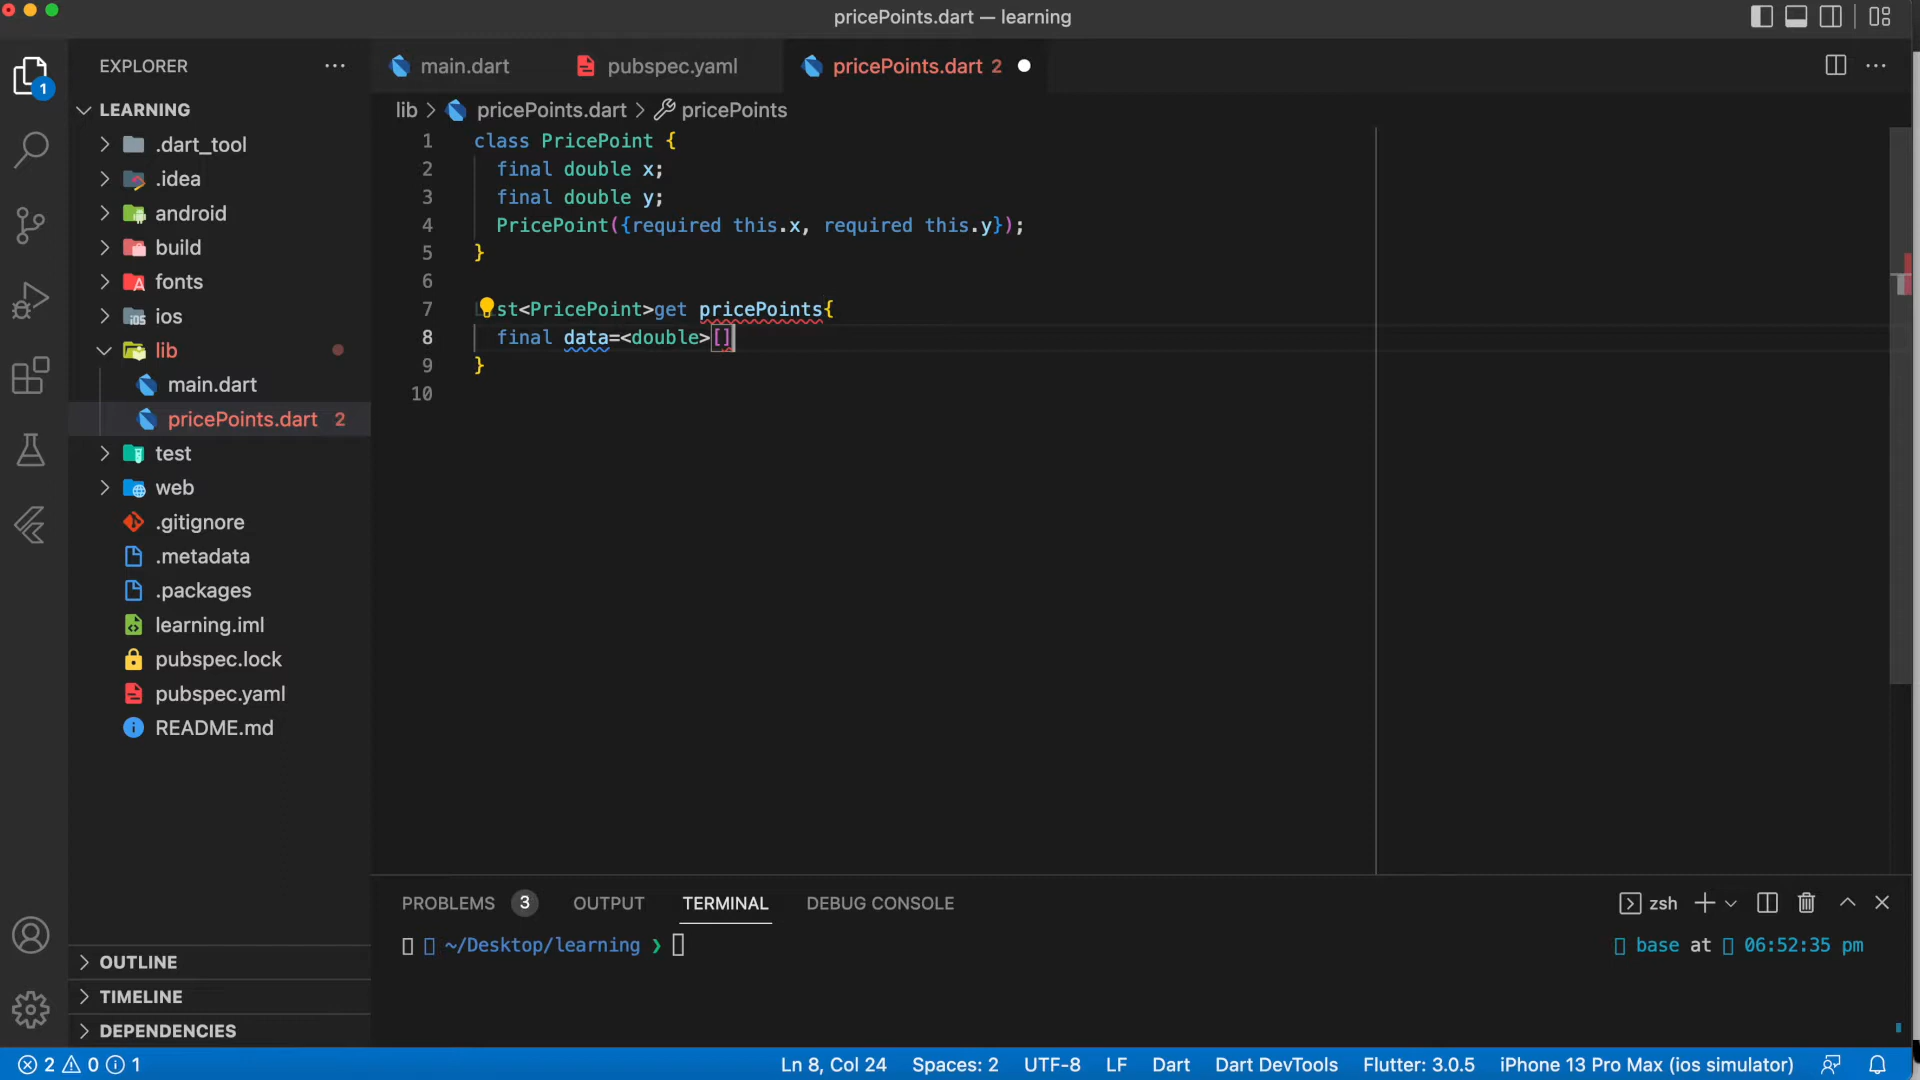 pricePoints.dart — learning
EXPLORER
LEARNING
.dart_tool
.idea
android
build
fonts
ios
lib
main.dart
pricePoints.dart 2
test
web
.gitignore
.metadata
.packages
learning.iml
pubspec.lock
pubspec.yaml
README.md
OUTLINE
TIMELINE
DEPENDENCIES
1
main.dart
pubspec.yaml
pricePoints.dart 2
lib > pricePoints.dart > pricePoints
1 class PricePoint {
2 final double x;
3 final double y;
4 PricePoint({required this.x, required this.y});
5 }
6
7 st<PricePoint>get pricePoints{
8 final data=<double>[]
9 }
10
PROBLEMS 3 OUTPUT TERMINAL DEBUG CONSOLE
zsh
~/Desktop/learning ❯
base at 06:52:35 pm
2 0 1
Ln 8, Col 24 Spaces: 2 UTF-8 LF Dart Dart DevTools Flutter: 3.0.5 iPhone 13 Pro Max (ios simulator)